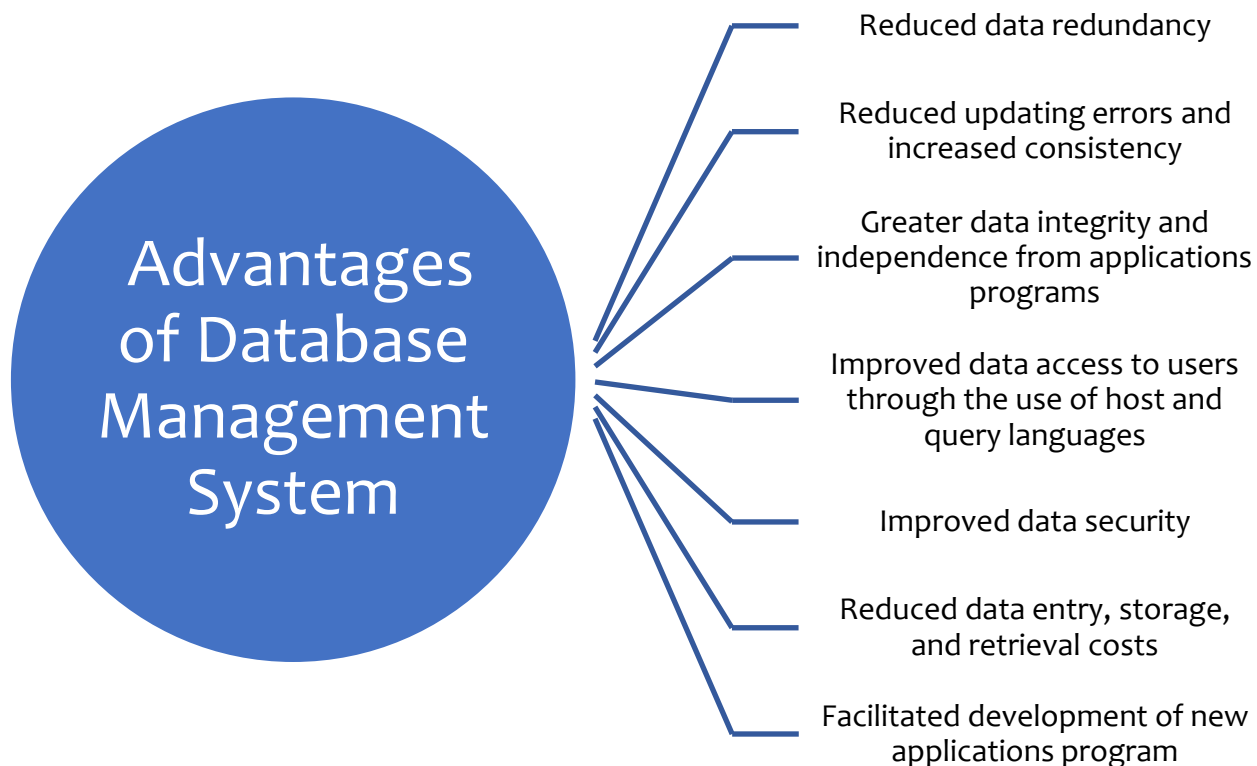 Advantages
of Database
Management
System
Reduced data redundancy
Reduced updating errors and
increased consistency
Greater data integrity and
independence from applications
programs
Improved data access to users
through the use of host and
query languages
Improved data security
Reduced data entry, storage,
and retrieval costs
Facilitated development of new
applications program